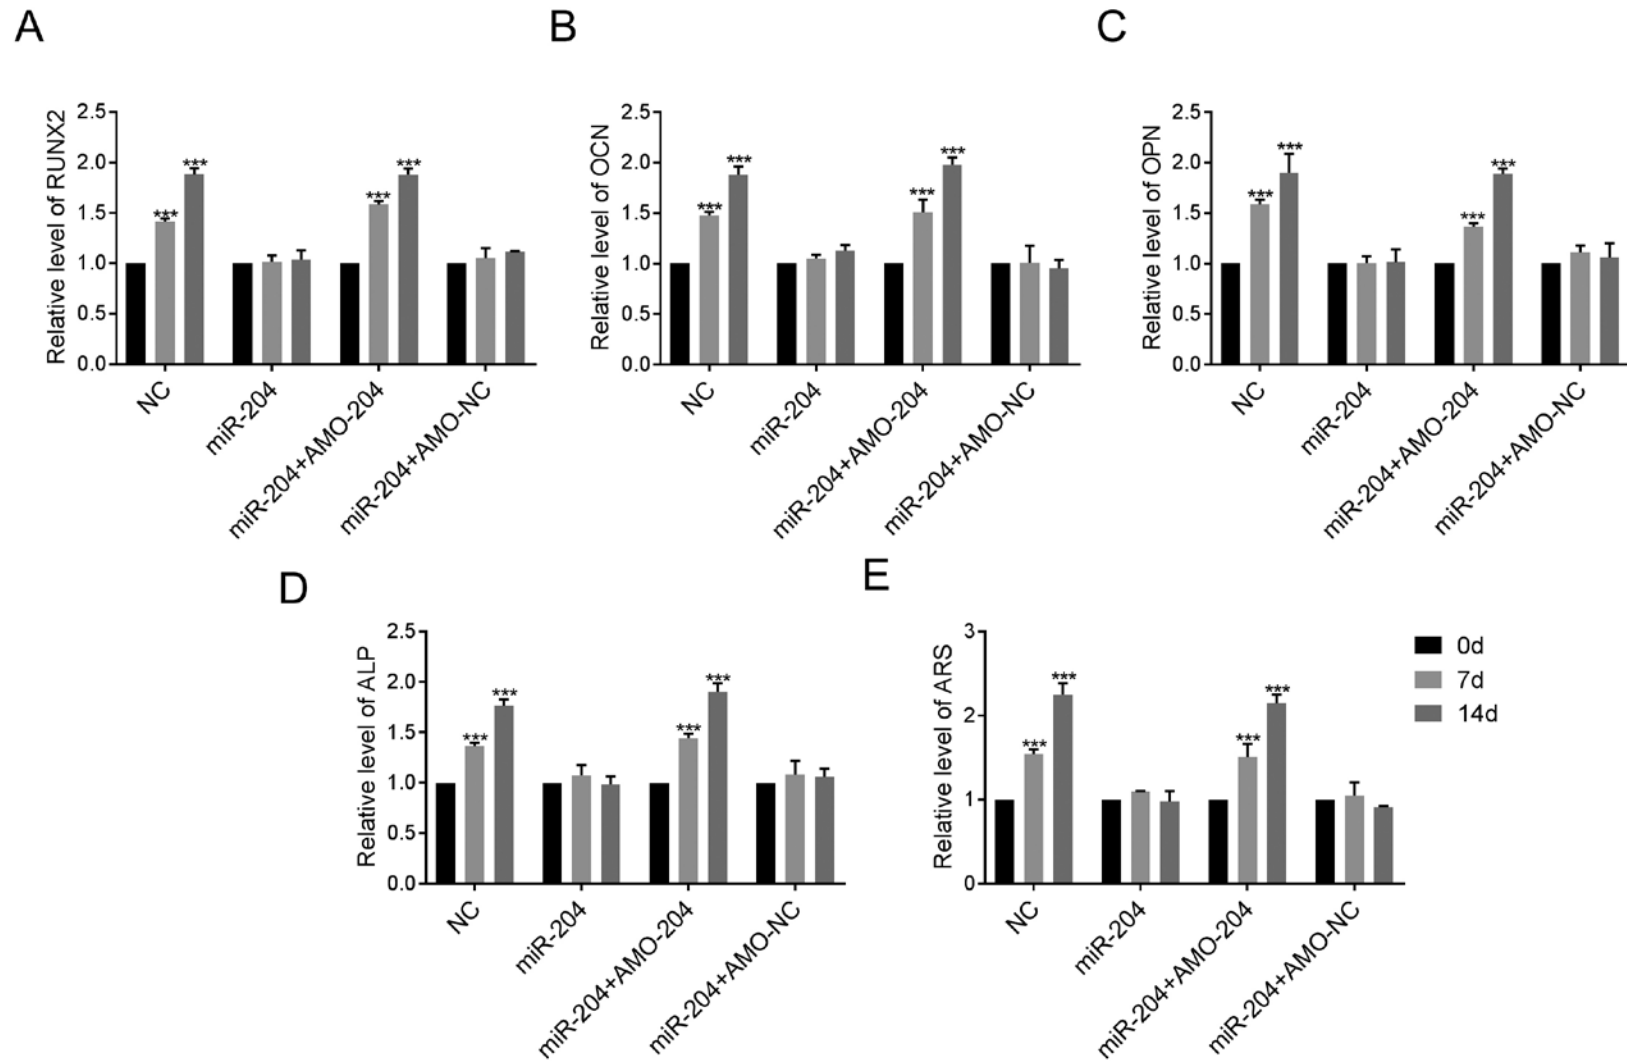 A
B
C
Relative level of RUNX2
2.5
2.0
1.5
1.0
0.5
0.0
***
***
***
***
NC
miR-204
miR-204+AMO-204
miR-204+AMO-NC
Relative level of OCN
2.5
2.0
1.5
1.0
0.5
0.0
***
***
***
***
NC
miR-204
miR-204+AMO-204
miR-204+AMO-NC
Relative level of OPN
2.5
2.0
1.5
1.0
0.5
0.0
***
***
***
***
NC
miR-204
miR-204+AMO-204
miR-204+AMO-NC
D
E
Relative level of ALP
2.5
2.0
1.5
1.0
0.5
0.0
***
***
***
***
NC
miR-204
miR-204+AMO-204
miR-204+AMO-NC
Relative level of ARS
3
2
1
0
***
***
***
***
NC
miR-204
miR-204+AMO-204
miR-204+AMO-NC
0d
7d
14d